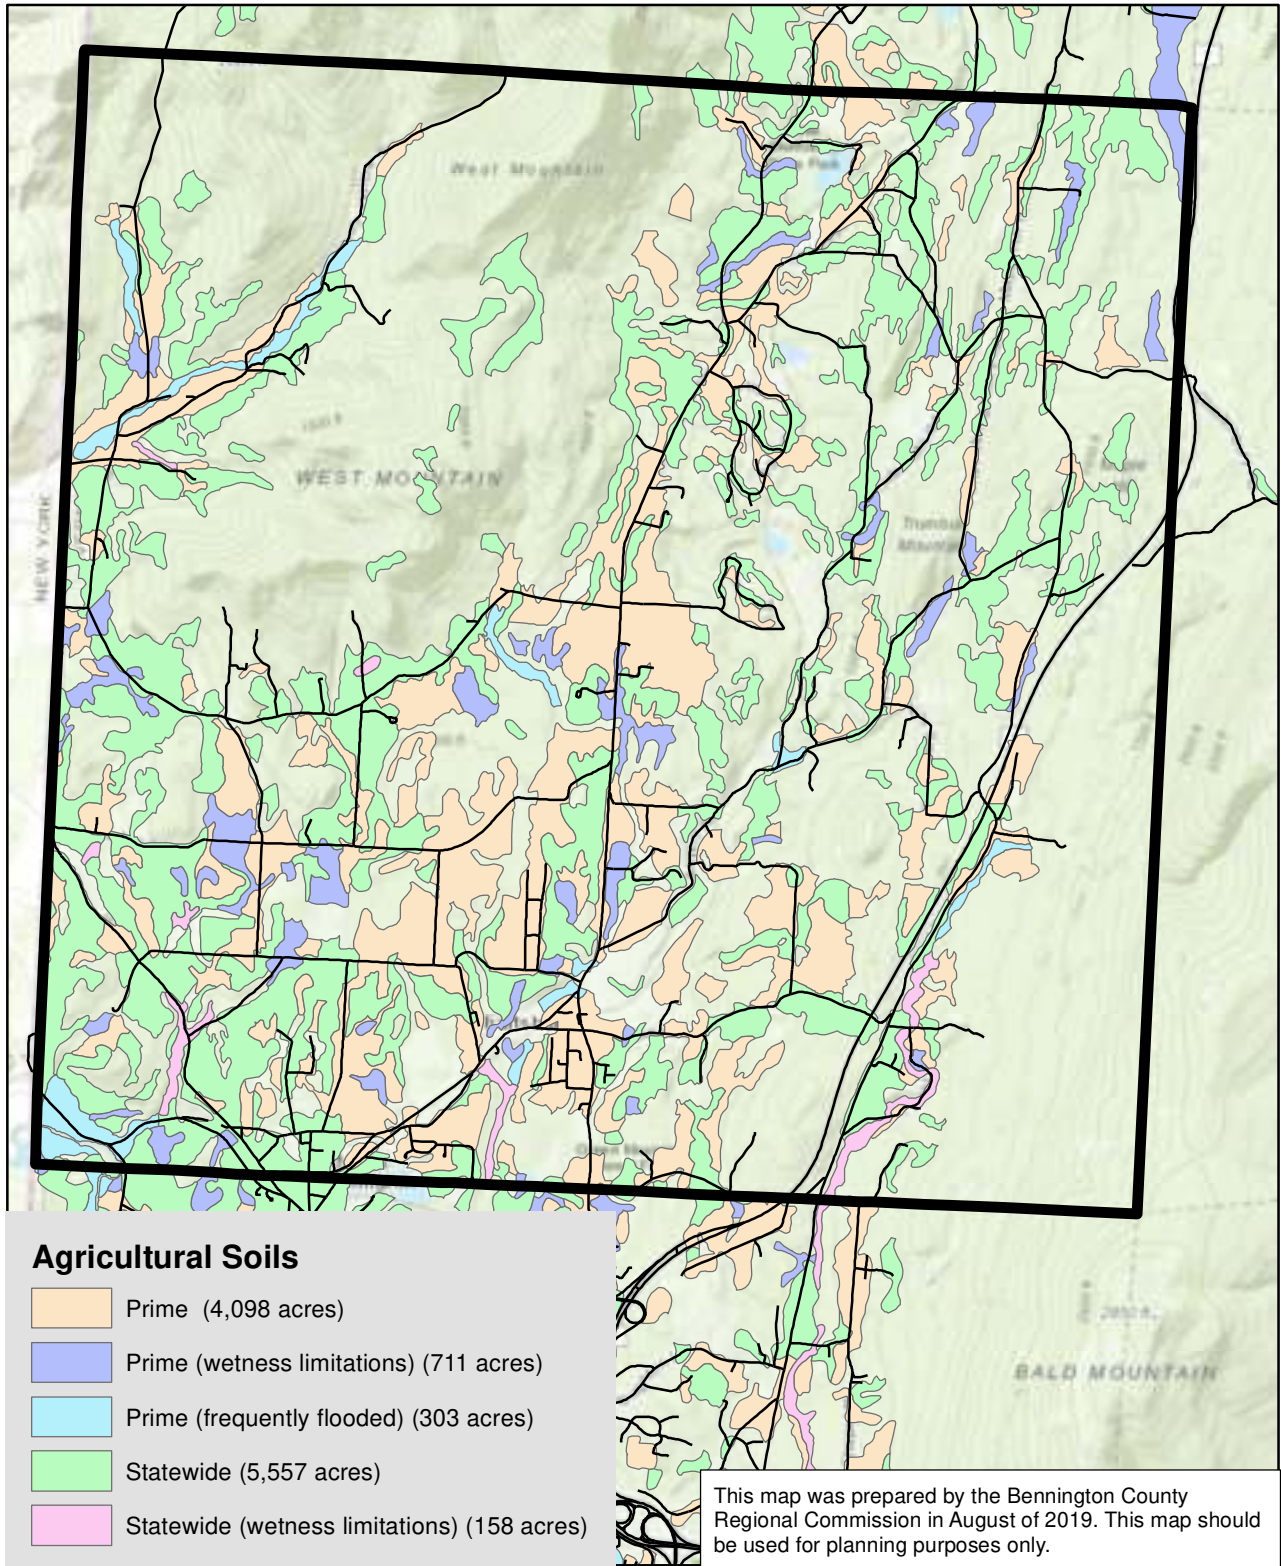 West Mountain
WEST MOUNTAIN
NEW YORK
BALD MOUNTAIN
Agricultural Soils
Prime (4,098 acres)
Prime (wetness limitations) (711 acres)
Prime (frequently flooded) (303 acres)
Statewide (5,557 acres)
Statewide (wetness limitations) (158 acres)
This map was prepared by the Bennington County
Regional Commission in August of 2019. This map should
be used for planning purposes only.